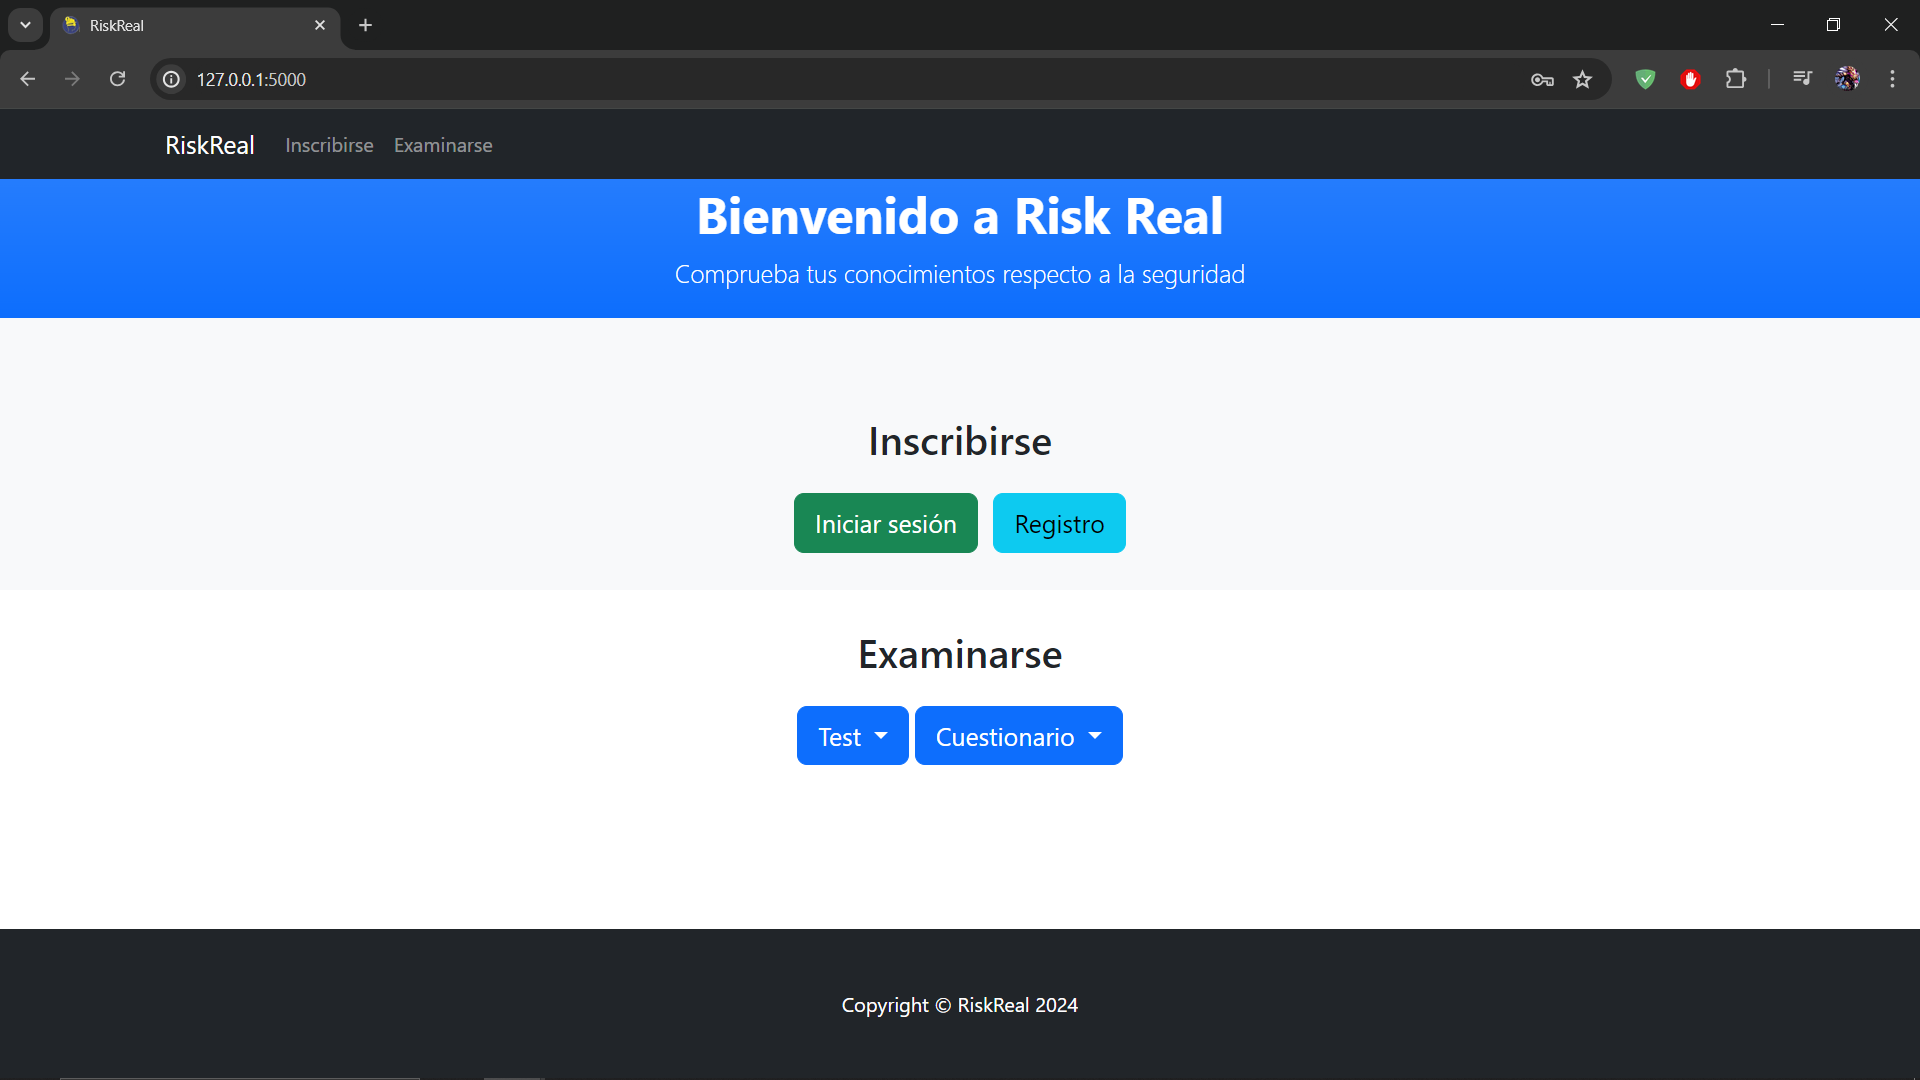 RiskReal
127.0.0.1:5000
RiskReal Inscribirse Examinarse
Bienvenido a Risk Real
Comprueba tus conocimientos respecto a la seguridad
Inscribirse
Iniciar sesión Registro
Examinarse
Test Cuestionario
Copyright © RiskReal 2024